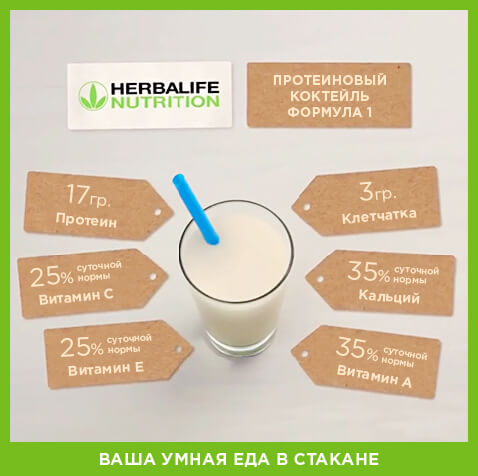 HERBALIFE
NUTRITION
ПРОТЕИНОВЫЙ
КОКТЕЙЛЬ
ФОРМУЛА 1
17гр.
Протеин
3гр.
Клетчатка
25% суточной
нормы
Витамин C
35% суточной
нормы
Кальций
25% суточной
нормы
Витамин E
35% суточной
нормы
Витамин A
ВАША УМНАЯ ЕДА В СТАКАНЕ